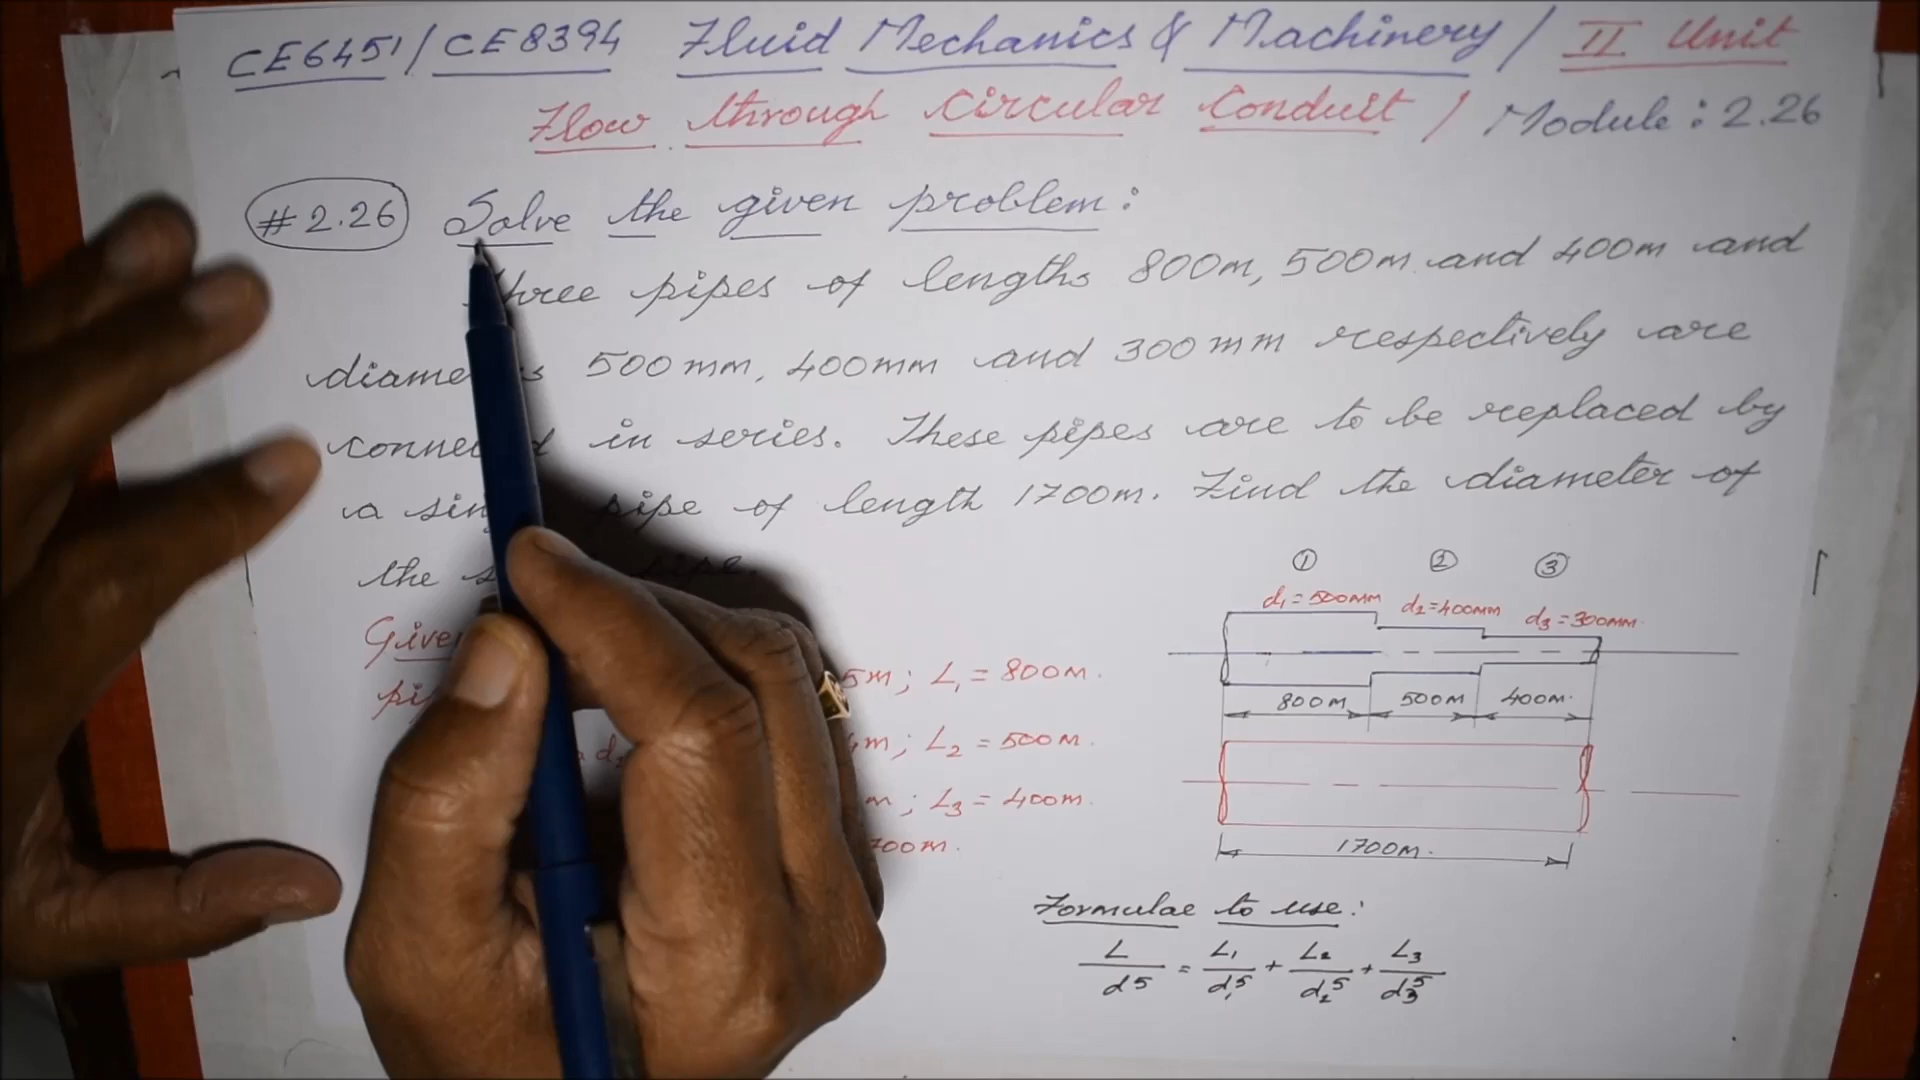 CE6451/CE8394 Fluid Mechanics & Machinery / II Unit
Flow through Circular Conduit / Module: 2.26
#2.26 Solve the given problem:
pipes of lengths 800m, 500m and 400m and
500mm, 400mm and 300mm respectively are
in series. These pipes are to be replaced by
a pipe of length 1700m. Find the diameter of
the pipe.
① ② ③
d₁=500mm d₂=400mm d₃=300mm.
5m; L₁ = 800m.
800m 500m 400m.
m; L₂ = 500m.
m; L₃ = 400m.
700m.
1700m.
Formulae to use:
L/d5 = L₁/d₁⁵ + L₂/d₂⁵ + L₃/d₃⁵